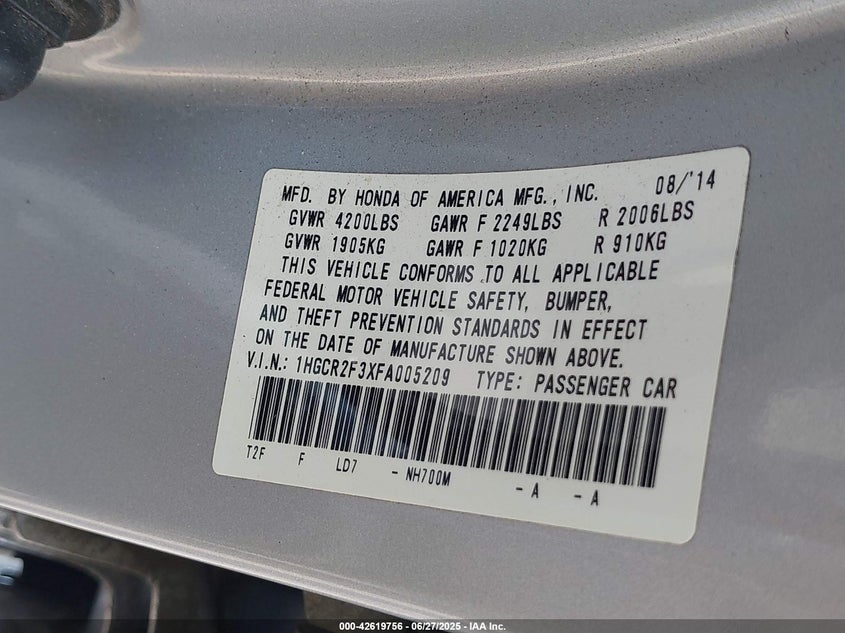 MFD. BY HONDA OF AMERICA MFG., INC. 08/'14
GVWR 4200LBS GAWR F 2249LBS R 2006LBS
GVWR 1905KG GAWR F 1020KG R 910KG
THIS VEHICLE CONFORMS TO ALL APPLICABLE
FEDERAL MOTOR VEHICLE SAFETY, BUMPER,
AND THEFT PREVENTION STANDARDS IN EFFECT
ON THE DATE OF MANUFACTURE SHOWN ABOVE.
V.I.N.: 1HGCR2F3XFA005209 TYPE: PASSENGER CAR
T2F F LD7 - NH700M - A - A
000-42619756 - 06/27/2025 - IAA Inc.